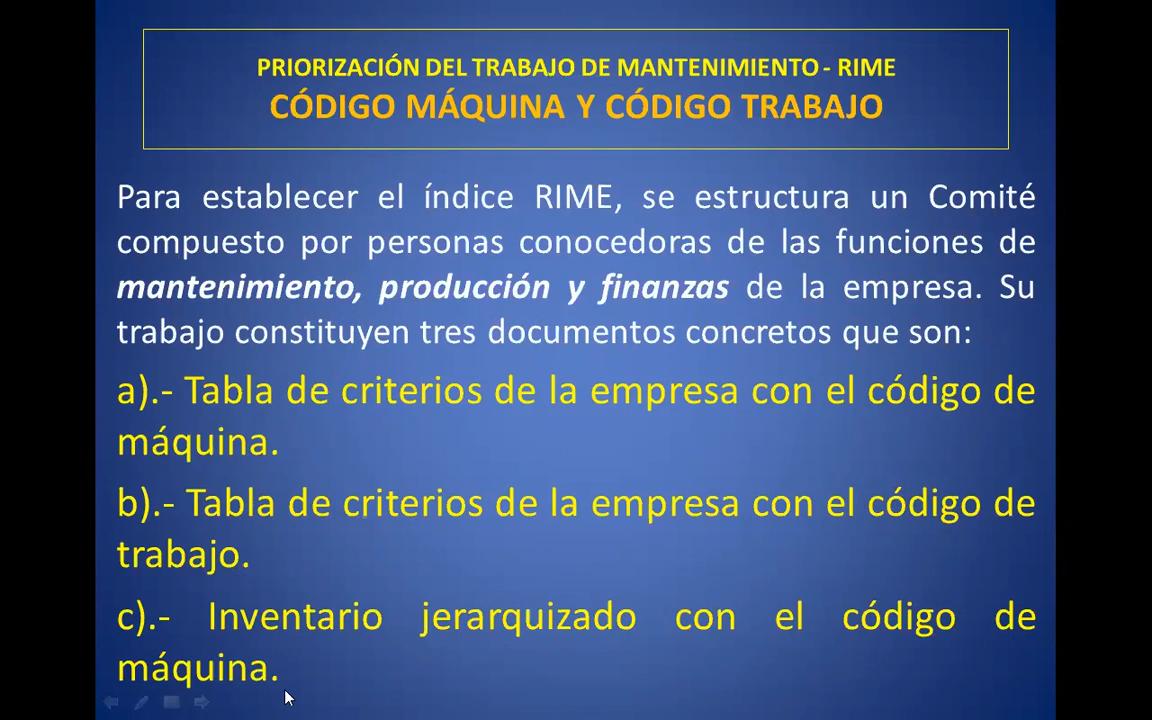 PRIORIZACIÓN DEL TRABAJO DE MANTENIMIENTO - RIME
CÓDIGO MÁQUINA Y CÓDIGO TRABAJO
Para establecer el índice RIME, se estructura un Comité
compuesto por personas conocedoras de las funciones de
mantenimiento, producción y finanzas de la empresa. Su
trabajo constituyen tres documentos concretos que son:
a).- Tabla de criterios de la empresa con el código de
máquina.
b).- Tabla de criterios de la empresa con el código de
trabajo.
c).- Inventario jerarquizado con el código de
máquina.